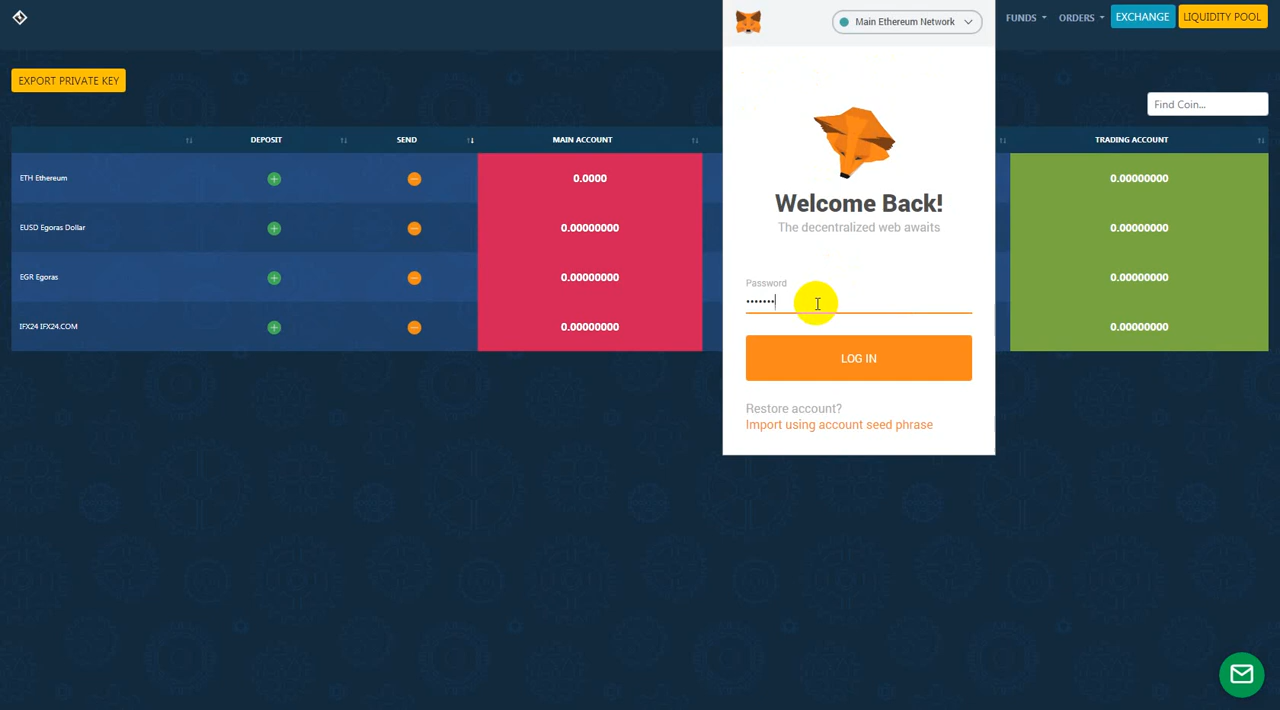 Main Ethereum Network
FUNDS
ORDERS
EXCHANGE
LIQUIDITY POOL
EXPORT PRIVATE KEY
Find Coin...
DEPOSIT
SEND
MAIN ACCOUNT
TRADING ACCOUNT
ETH Ethereum
0.0000
0.00000000
EUSD Egoras Dollar
0.00000000
0.00000000
EGR Egoras
0.00000000
0.00000000
IFX24 IFX24.COM
0.00000000
0.00000000
Welcome Back!
The decentralized web awaits
Password
•••••••
LOG IN
Restore account?
Import using account seed phrase